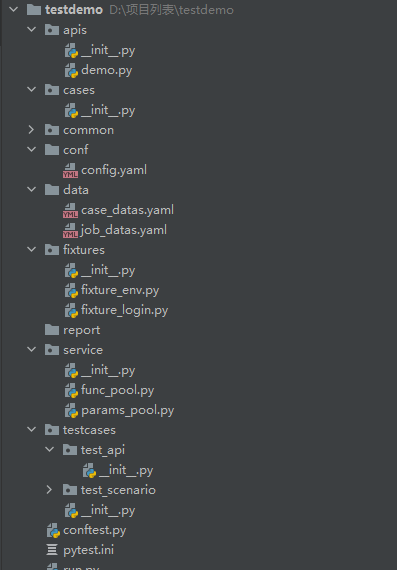 testdemo D:\项目列表\testdemo
apis
__init__.py
demo.py
cases
__init__.py
common
conf
config.yaml
data
case_datas.yaml
job_datas.yaml
fixtures
__init__.py
fixture_env.py
fixture_login.py
report
service
__init__.py
func_pool.py
params_pool.py
testcases
test_api
__init__.py
test_scenario
__init__.py
conftest.py
pytest.ini
run.py